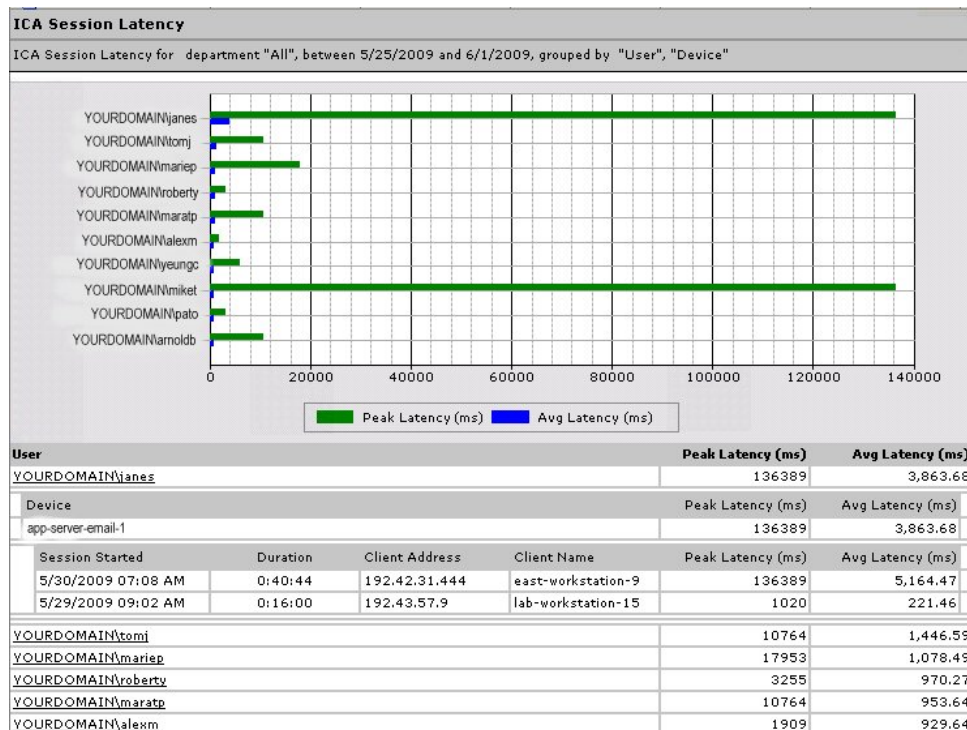 ICA Session Latency
ICA Session Latency for department "All", between 5/25/2009 and 6/1/2009, grouped by "User", "Device"
YOURDOMAIN\janes
YOURDOMAIN\tomj
YOURDOMAIN\mariep
YOURDOMAIN\roberty
YOURDOMAIN\maratp
YOURDOMAIN\alexm
YOURDOMAIN\yeungc
YOURDOMAIN\miket
YOURDOMAIN\pato
YOURDOMAIN\arnoldb
0 20000 40000 60000 80000 100000 120000 140000
Peak Latency (ms) Avg Latency (ms)
User Peak Latency (ms) Avg Latency (ms)
YOURDOMAIN\janes 136389 3,863.68
Device Peak Latency (ms) Avg Latency (ms)
app-server-email-1 136389 3,863.68
Session Started Duration Client Address Client Name Peak Latency (ms) Avg Latency (ms)
5/30/2009 07:08 AM 0:40:44 192.42.31.444 east-workstation-9 136389 5,164.47
5/29/2009 09:02 AM 0:16:00 192.43.57.9 lab-workstation-15 1020 221.46
YOURDOMAIN\tomj 10764 1,446.59
YOURDOMAIN\mariep 17953 1,078.49
YOURDOMAIN\roberty 3255 970.27
YOURDOMAIN\maratp 10764 953.64
YOURDOMAIN\alexm 1909 929.64